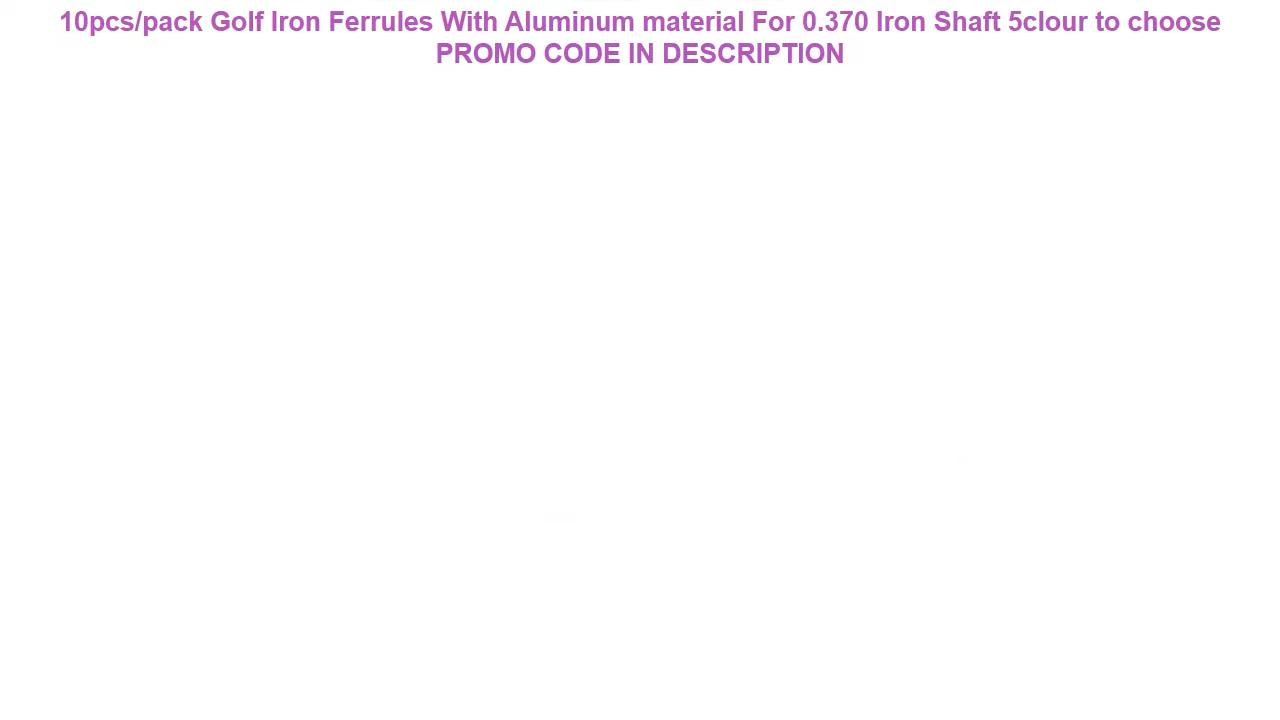 10pcs/pack Golf Iron Ferrules With Aluminum material For 0.370 Iron Shaft 5clour to choose
PROMO CODE IN DESCRIPTION